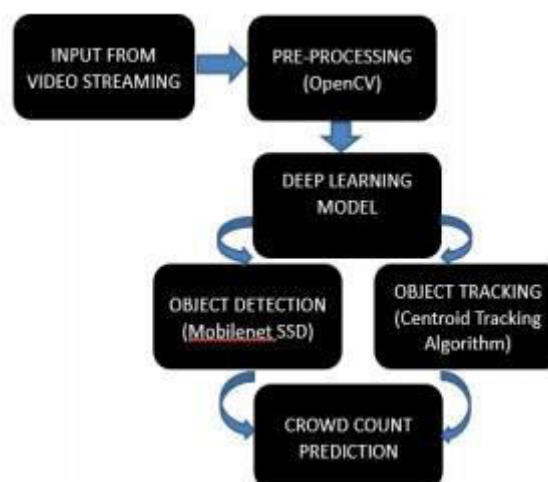 INPUT FROM
VIDEO STREAMING
PRE-PROCESSING
(OpenCV)
DEEP LEARNING
MODEL
OBJECT DETECTION
(Mobilenet SSD)
OBJECT TRACKING
(Centroid Tracking
Algorithm)
CROWD COUNT
PREDICTION